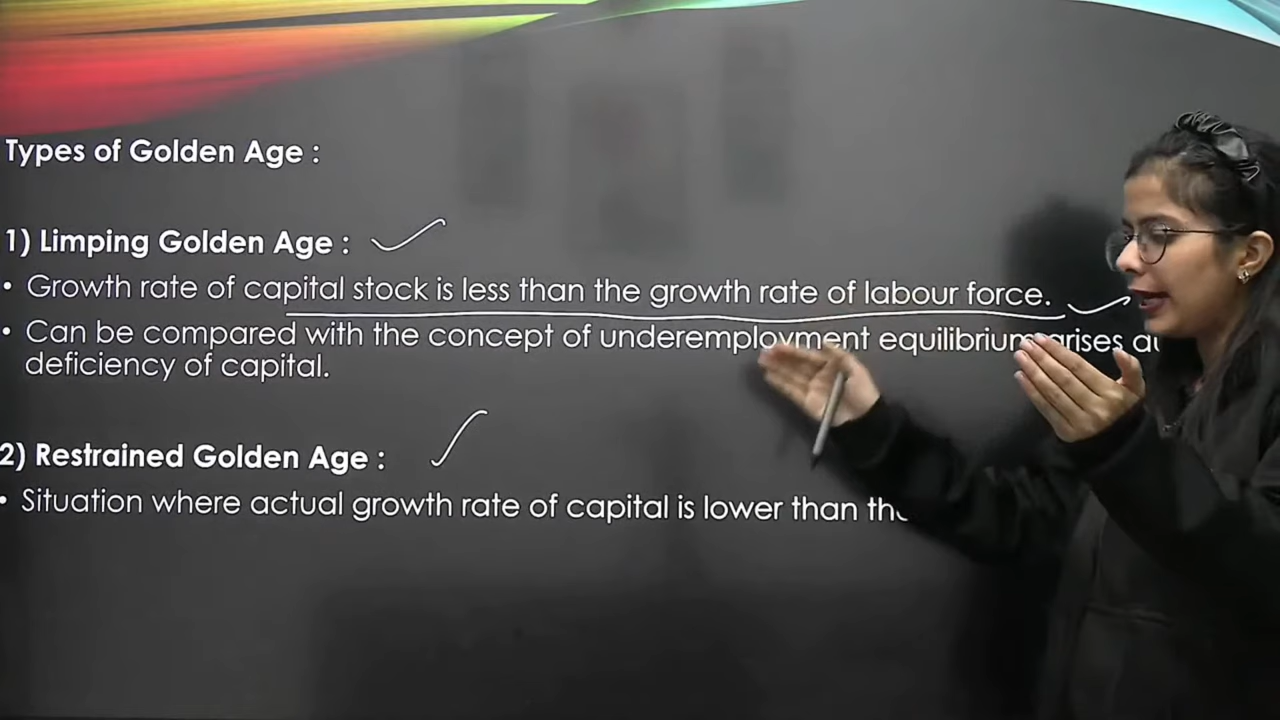 Types of Golden Age :
1) Limping Golden Age :
• Growth rate of capital stock is less than the growth rate of labour force.
• Can be compared with the concept of underemployment equilibrium arises
deficiency of capital.
2) Restrained Golden Age :
• Situation where actual growth rate of capital is lower than